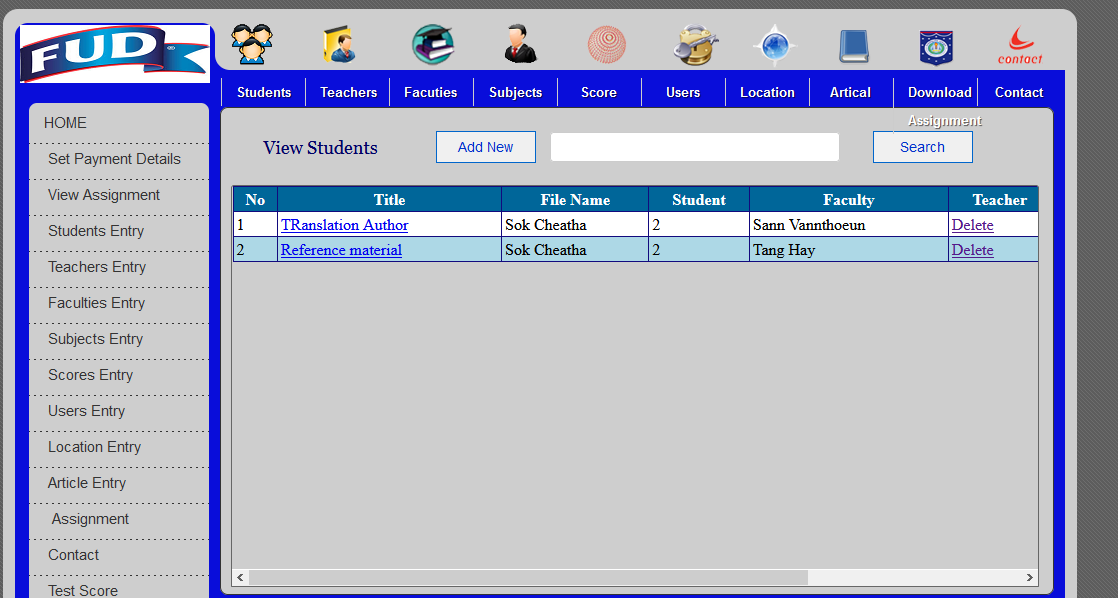 FUD
®
contact
Students Teachers Faculties Subjects Score Users Location Artical Download Contact
Assignment
HOME
Set Payment Details
View Assignment
Students Entry
Teachers Entry
Faculties Entry
Subjects Entry
Scores Entry
Users Entry
Location Entry
Article Entry
Assignment
Contact
Test Score
View Students Add New Search
No Title File Name Student Faculty Teacher
1 TRanslation Author Sok Cheatha 2 Sann Vannthoeun Delete
2 Reference material Sok Cheatha 2 Tang Hay Delete